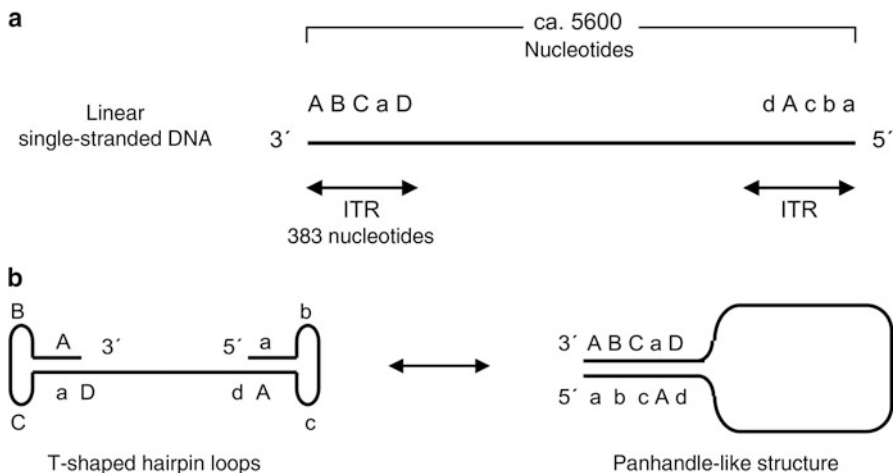 a
ca. 5600
Nucleotides
A B C a D
d A c b a
Linear
single-stranded DNA
3´
5´
ITR
ITR
383 nucleotides
b
B
b
A
3´
5´
a
3´ A B C a D
a D
d A
5´ a b c A d
C
c
T-shaped hairpin loops
Panhandle-like structure